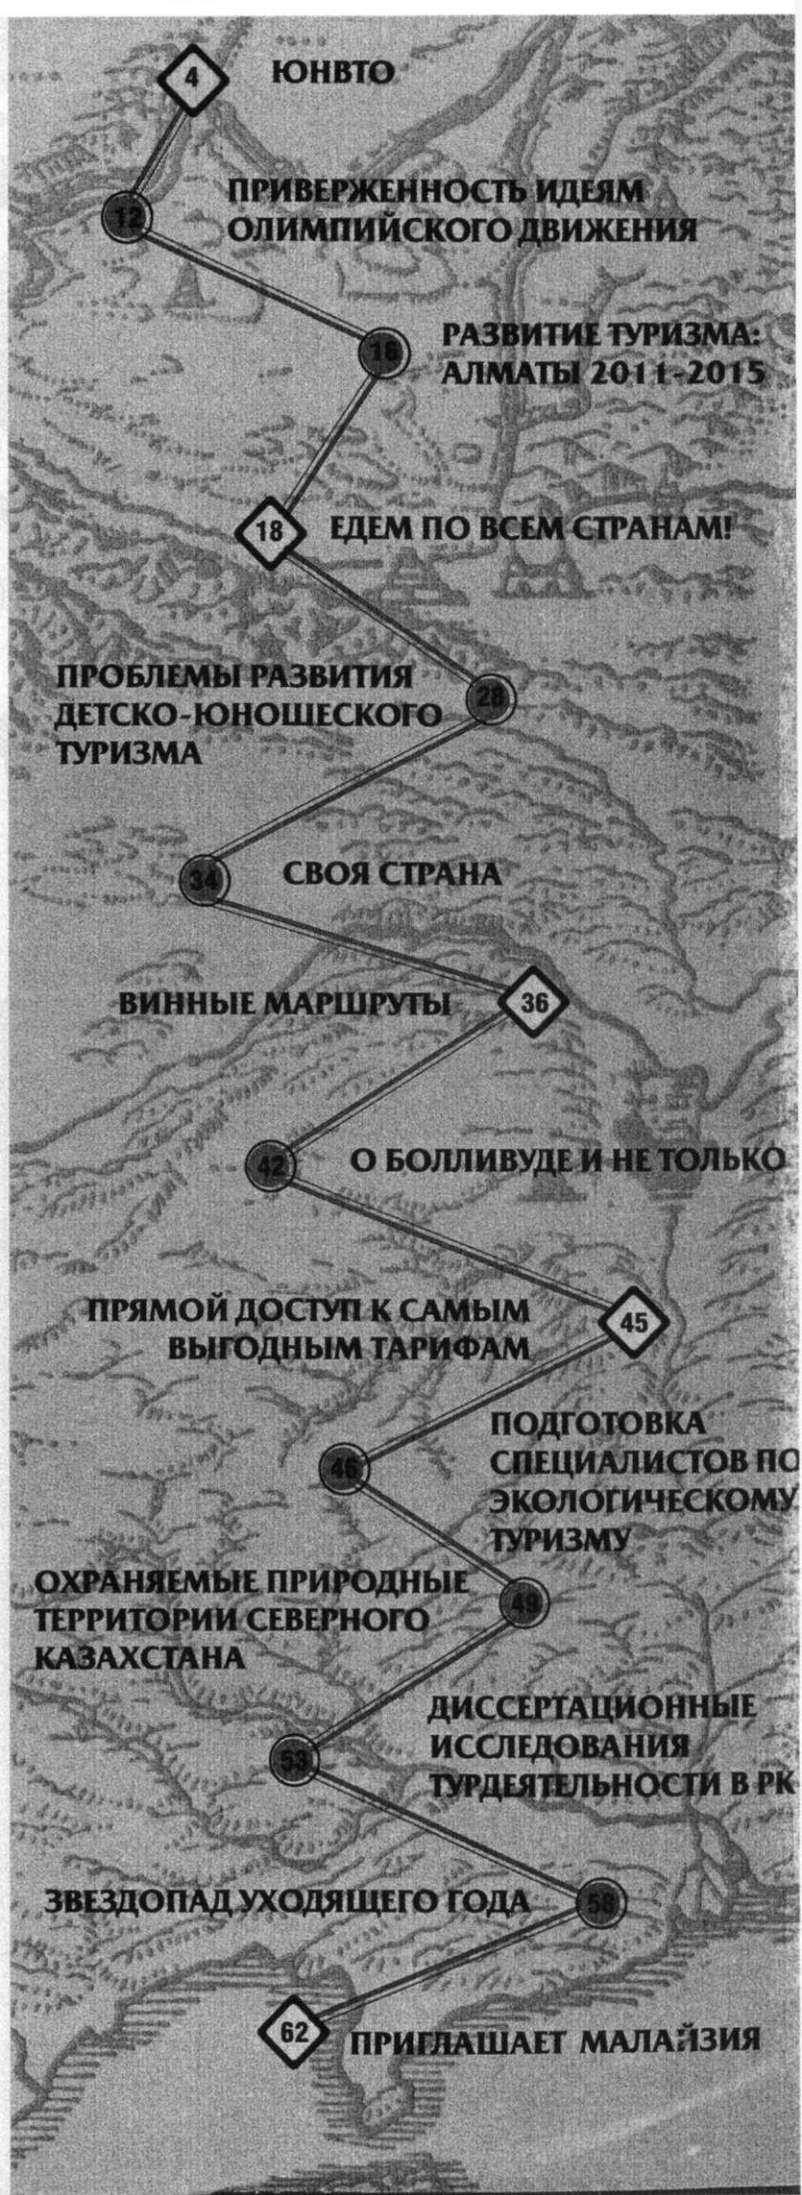 4
ЮНВТО
12
ПРИВЕРЖЕННОСТЬ ИДЕЯМ
ОЛИМПИЙСКОГО ДВИЖЕНИЯ
16
РАЗВИТИЕ ТУРИЗМА:
АЛМАТЫ 2011-2015
18
ЕДЕМ ПО ВСЕМ СТРАНАМ!
ПРОБЛЕМЫ РАЗВИТИЯ
ДЕТСКО-ЮНОШЕСКОГО
ТУРИЗМА
28
34
СВОЯ СТРАНА
ВИННЫЕ МАРШРУТЫ
36
42
О БОЛЛИВУДЕ И НЕ ТОЛЬКО
ПРЯМОЙ ДОСТУП К САМЫМ
ВЫГОДНЫМ ТАРИФАМ
45
46
ПОДГОТОВКА
СПЕЦИАЛИСТОВ ПО
ЭКОЛОГИЧЕСКОМУ
ТУРИЗМУ
ОХРАНЯЕМЫЕ ПРИРОДНЫЕ
ТЕРРИТОРИИ СЕВЕРНОГО
КАЗАХСТАНА
49
53
ДИССЕРТАЦИОННЫЕ
ИССЛЕДОВАНИЯ
ТУРДЕЯТЕЛЬНОСТИ В РК
ЗВЕЗДОПАД УХОДЯЩЕГО ГОДА
58
62
ПРИГЛАШАЕТ МАЛАЙЗИЯ